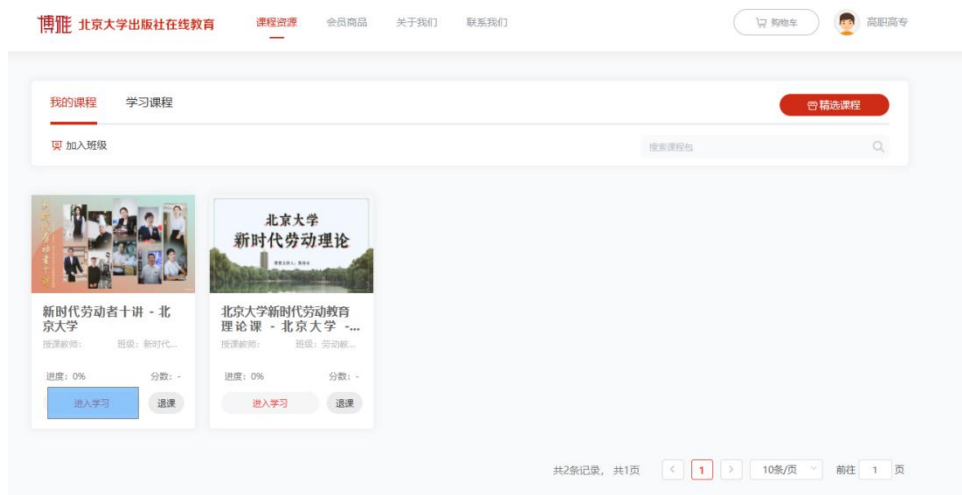 博雅 北京大学出版社在线教育
课程资源 会员商品 关于我们 联系我们
购物车 高职高专
我的课程 学习课程
精选课程
加入班级
搜索课程包
北京大学
新时代劳动理论
新时代劳动者十讲 - 北
京大学
授课教师: 班级: 新时代...
进度: 0% 分数: -
进入学习 退课
北京大学新时代劳动教育
理论课 - 北京大学 -...
授课教师: 班级: 劳动教...
进度: 0% 分数: -
进入学习 退课
共2条记录, 共1页 < 1 > 10条/页 前往 1 页